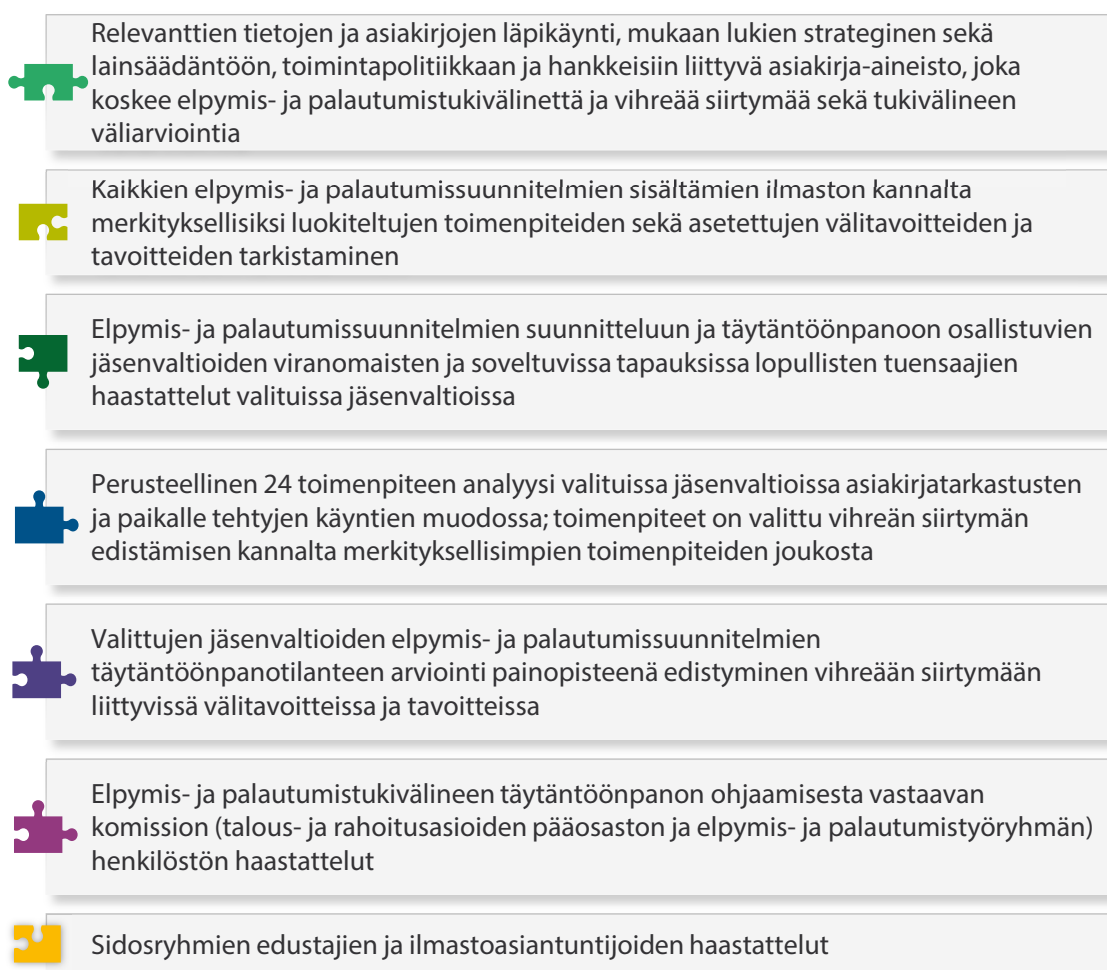 Relevanttien tietojen ja asiakirjojen läpikäynti, mukaan lukien strateginen sekä
lainsäädäntöön, toimintapolitiikkaan ja hankkeisiin liittyvä asiakirja-aineisto, joka
koskee elpymis- ja palautumistukivälinettä ja vihreää siirtymää sekä tukivälineen
väliarviointia
Kaikkien elpymis- ja palautumissuunnitelmien sisältämien ilmaston kannalta
merkityksellisiksi luokiteltujen toimenpiteiden sekä asetettujen välitavoitteiden ja
tavoitteiden tarkistaminen
Elpymis- ja palautumissuunnitelmien suunnitteluun ja täytäntöönpanoon osallistuvien
jäsenvaltioiden viranomaisten ja soveltuvissa tapauksissa lopullisten tuensaajien
haastattelut valituissa jäsenvaltioissa
Perusteellinen 24 toimenpiteen analyysi valituissa jäsenvaltioissa asiakirjatarkastusten
ja paikalle tehtyjen käyntien muodossa; toimenpiteet on valittu vihreän siirtymän
edistämisen kannalta merkityksellisimpien toimenpiteiden joukosta
Valittujen jäsenvaltioiden elpymis- ja palautumissuunnitelmien
täytäntöönpanotilanteen arviointi painopisteenä edistyminen vihreään siirtymään
liittyvissä välitavoitteissa ja tavoitteissa
Elpymis- ja palautumistukivälineen täytäntöönpanon ohjaamisesta vastaavan
komission (talous- ja rahoitusasioiden pääosaston ja elpymis- ja palautumistyöryhmän)
henkilöstön haastattelut
Sidosryhmien edustajien ja ilmastoasiantuntijoiden haastattelut